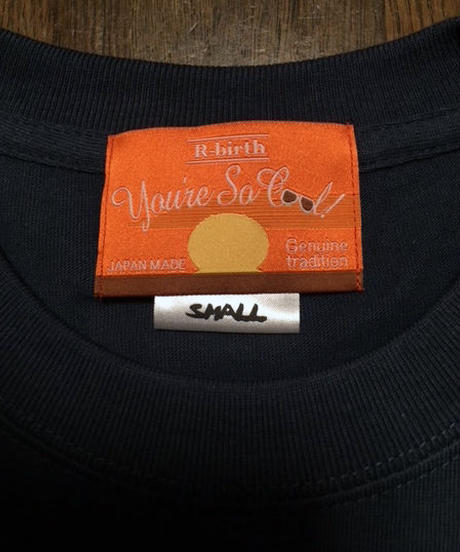 R-birth
You're So Cool!
JAPAN MADE
Genuine
tradition
SMALL